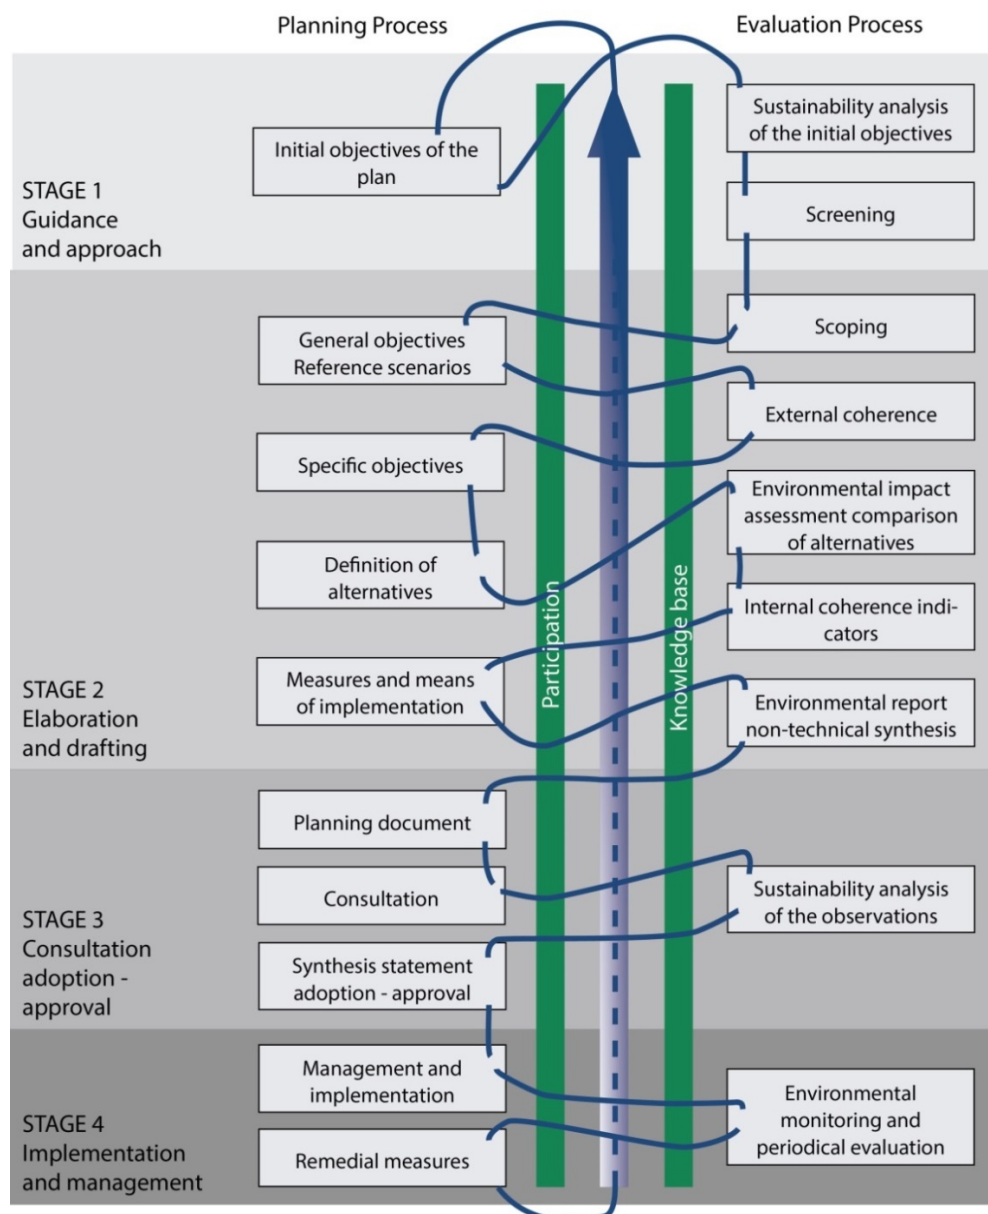 Planning Process
Evaluation Process
STAGE 1
Guidance
and approach
Initial objectives of the
plan
Sustainability analysis
of the initial objectives
Screening
STAGE 2
Elaboration
and drafting
General objectives
Reference scenarios
Scoping
External coherence
Specific objectives
Environmental impact
assessment comparison
of alternatives
Definition of
alternatives
Internal coherence indi-
cators
Measures and means
of implementation
Environmental report
non-technical synthesis
Participation
Knowledge base
STAGE 3
Consultation
adoption -
approval
Planning document
Consultation
Sustainability analysis
of the observations
Synthesis statement
adoption - approval
STAGE 4
Implementation
and management
Management and
implementation
Environmental
monitoring and
periodical evaluation
Remedial measures